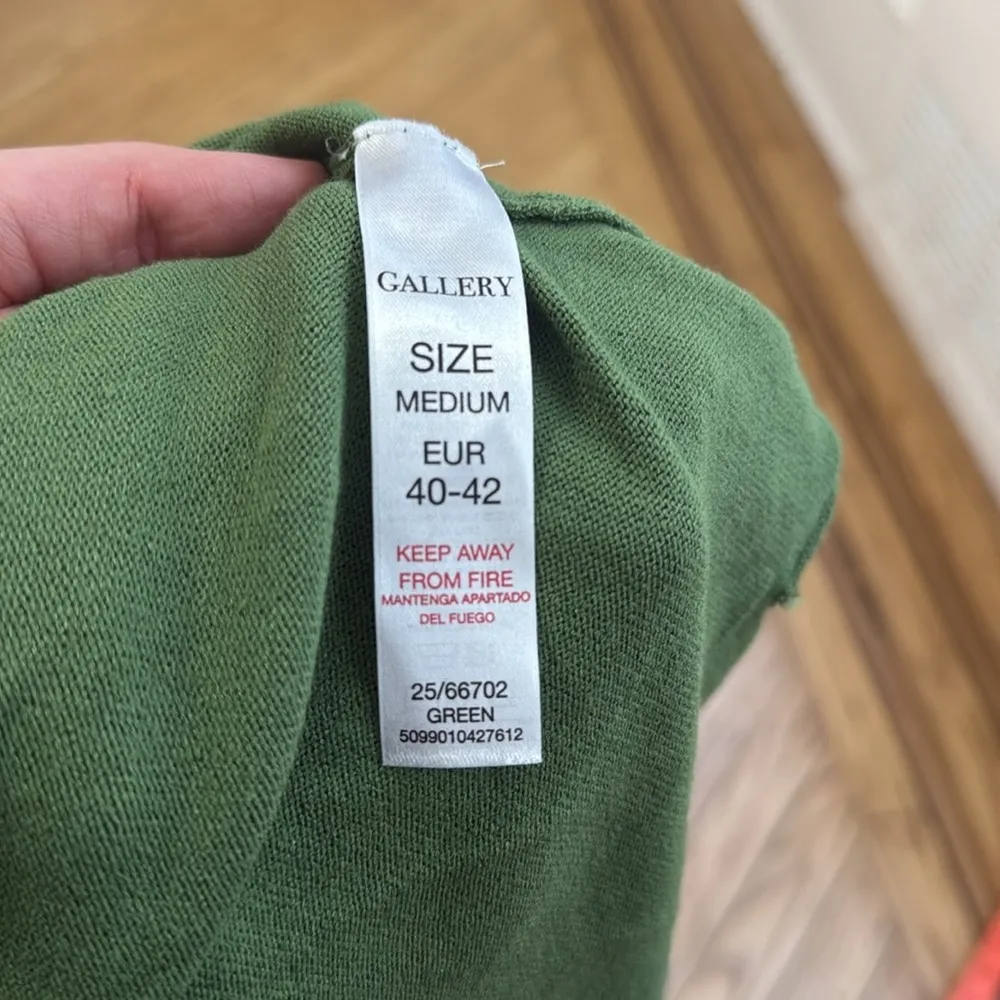 GALLERY
SIZE
MEDIUM
EUR
40-42
KEEP AWAY
FROM FIRE
MANTENGA APARTADO
DEL FUEGO
25/66702
GREEN
5099010427612